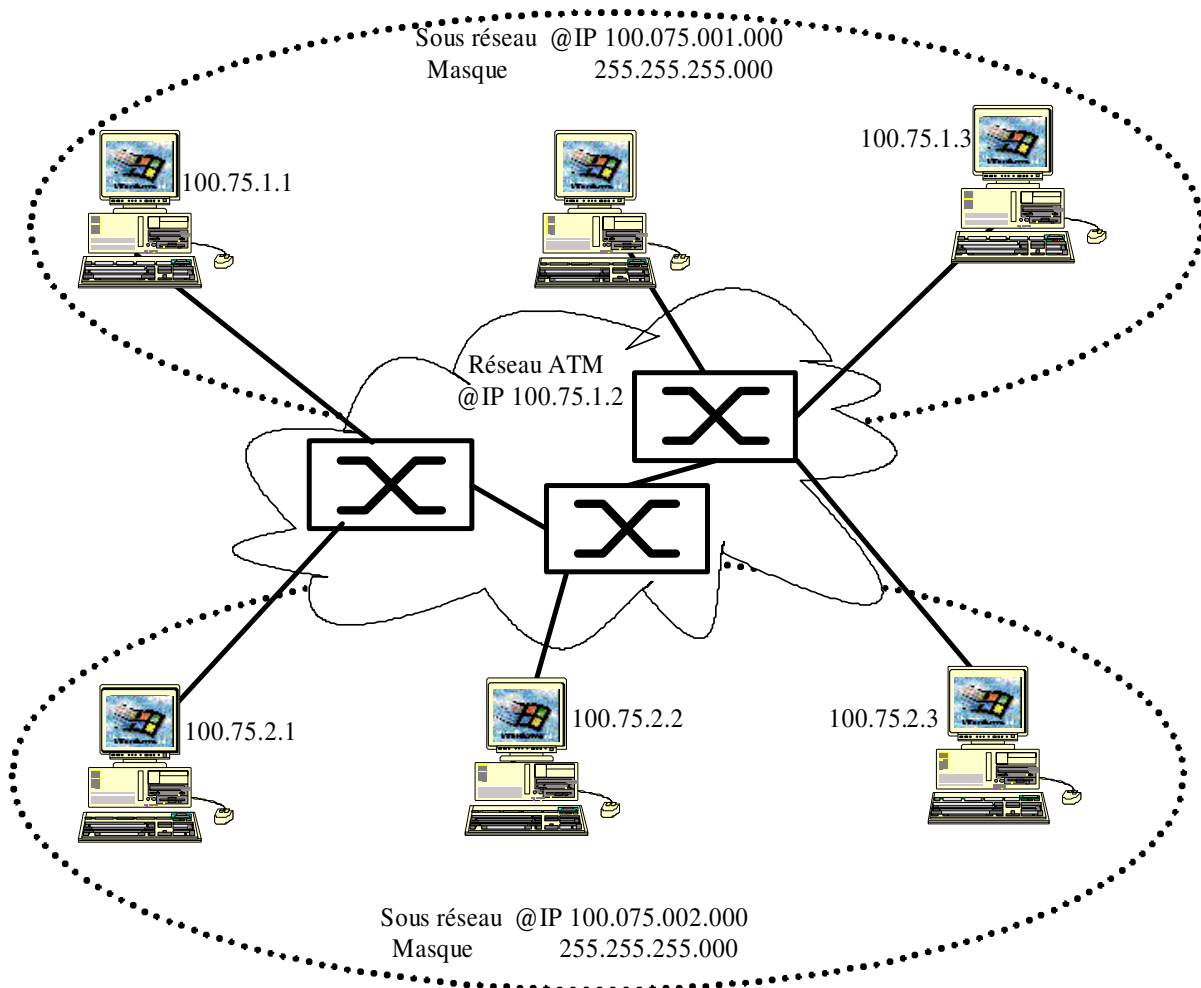 Sous réseau @IP 100.075.001.000
Masque 255.255.255.000
100.75.1.3
100.75.1.1
Réseau ATM
@IP 100.75.1.2
100.75.2.1
100.75.2.2
100.75.2.3
Sous réseau @IP 100.075.002.000
Masque 255.255.255.000